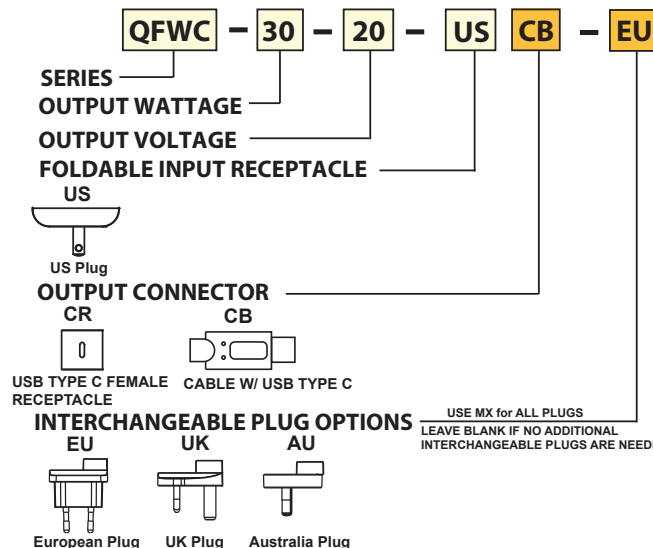 QFWC - 30 - 20 - US CB - EU
SERIES
OUTPUT WATTAGE
OUTPUT VOLTAGE
FOLDABLE INPUT RECEPTACLE
US
US Plug
OUTPUT CONNECTOR
CR CB
USB TYPE C FEMALE RECEPTACLE
CABLE W/ USB TYPE C
INTERCHANGEABLE PLUG OPTIONS
USE MX for ALL PLUGS
LEAVE BLANK IF NO ADDITIONAL
INTERCHANGEABLE PLUGS ARE
EU UK AU
European Plug UK Plug Australia Plug